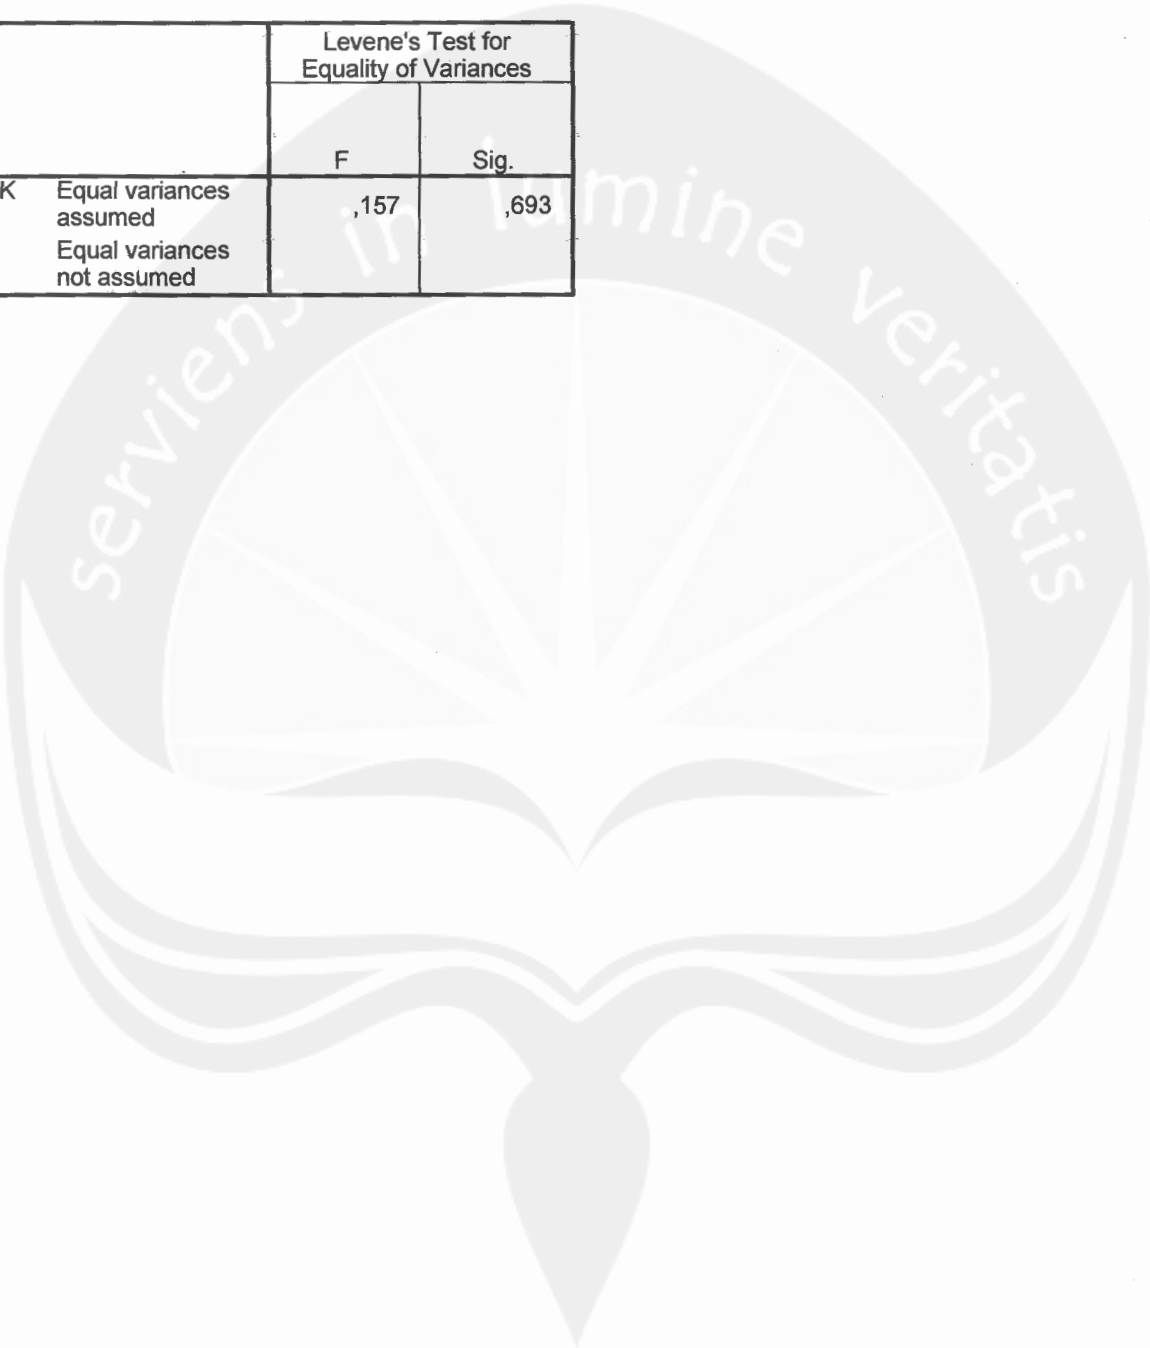 Levene's Test for
Equality of Variances
F Sig.
K Equal variances
assumed ,157 ,693
Equal variances
not assumed
serviens in lumine veritatis